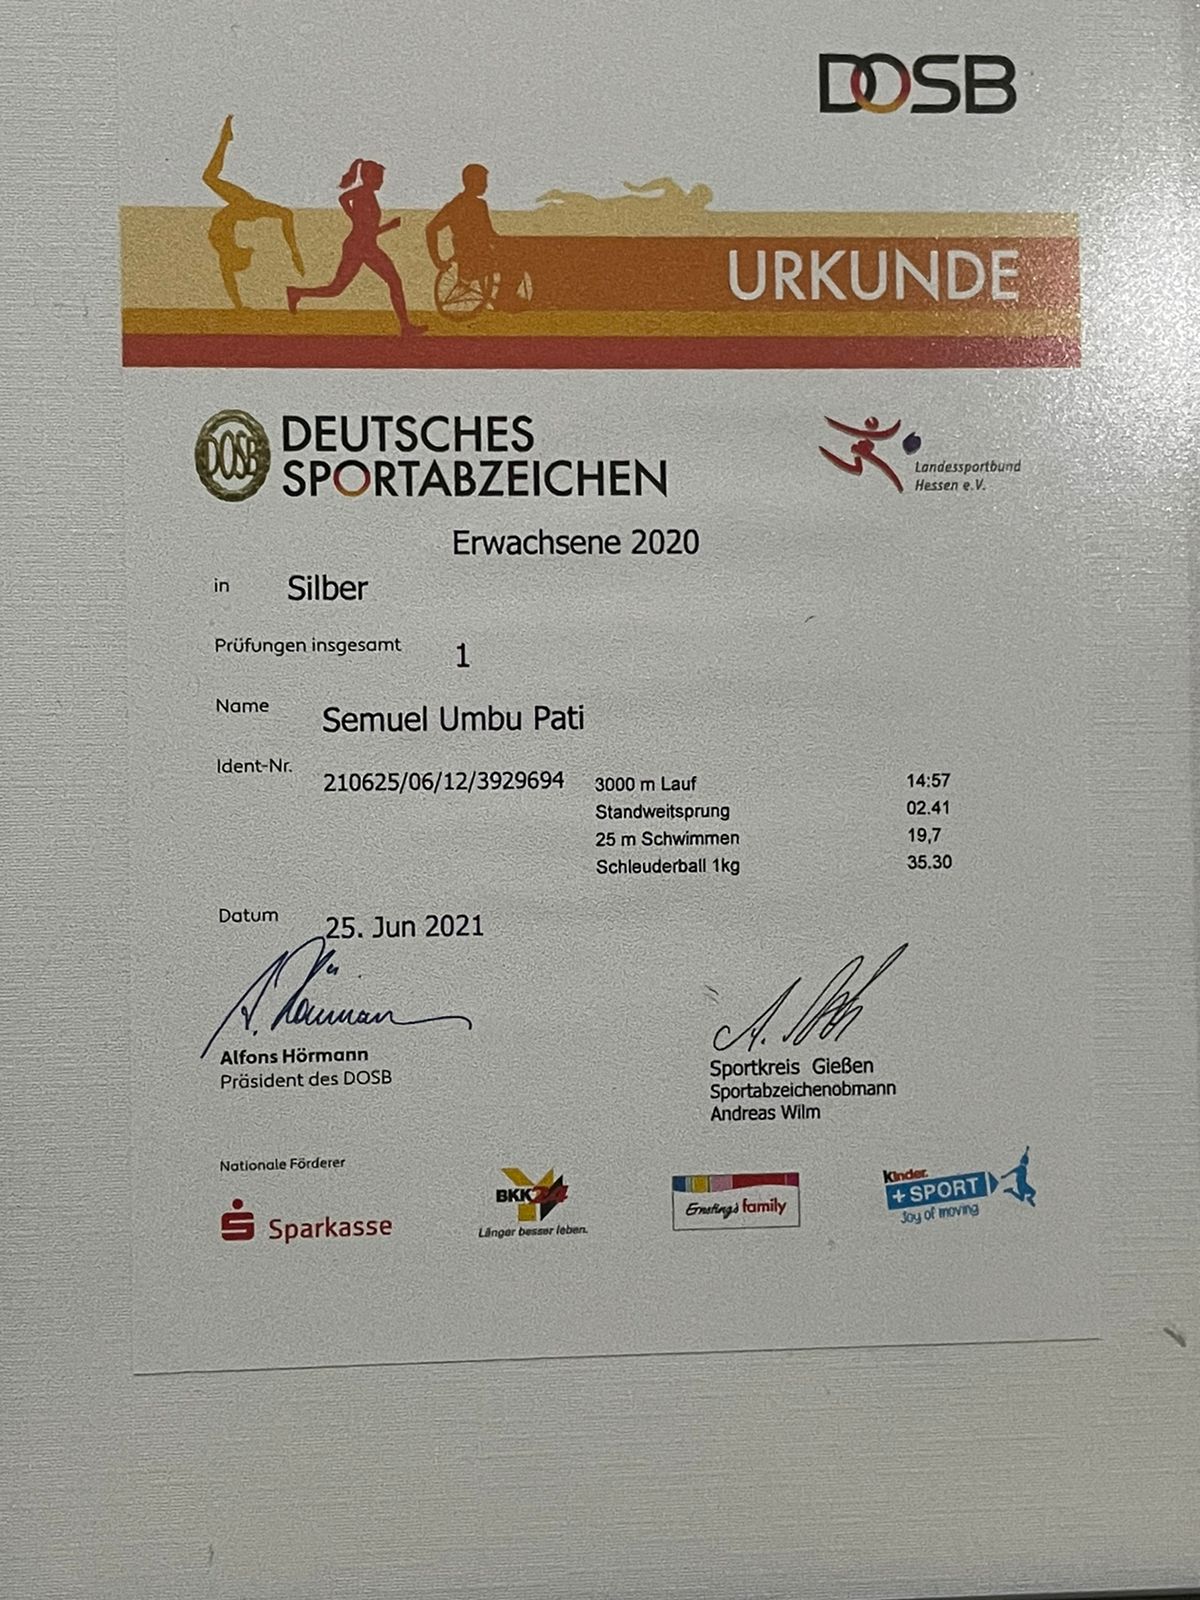 DOSB
URKUNDE
DOSB
DEUTSCHES
SPORTABZEICHEN
Landessportbund
Hessen e.V.
Erwachsene 2020
in Silber
Prüfungen insgesamt 1
Name Semuel Umbu Pati
Ident-Nr. 210625/06/12/3929694
3000 m Lauf 14:57
Standweitsprung 02.41
25 m Schwimmen 19,7
Schleuderball 1kg 35.30
Datum 25. Jun 2021
A. Hörmann
Alfons Hörmann
Präsident des DOSB
Sportkreis Gießen
Sportabzeichenobmann
Andreas Wilm
Nationale Förderer
Sparkasse
BKK24
Länger besser leben.
Ernsting's family
kinder
+SPORT
Joy of moving